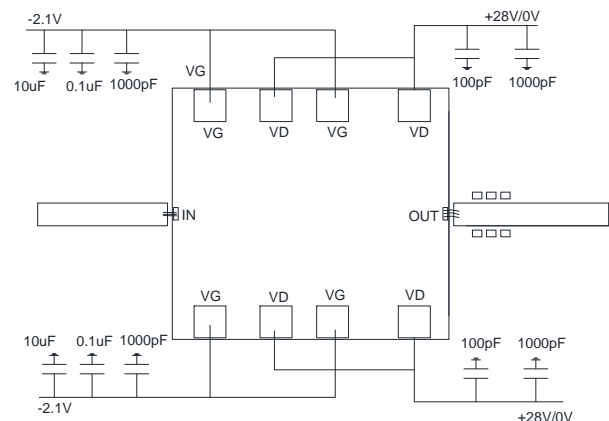 -2.1V
+28V/0V
10uF 0.1uF 1000pF
VG
100pF 1000pF
VG VD VG VD
IN
OUT
VG VD VG VD
10uF 0.1uF 1000pF
100pF 1000pF
-2.1V
+28V/0V